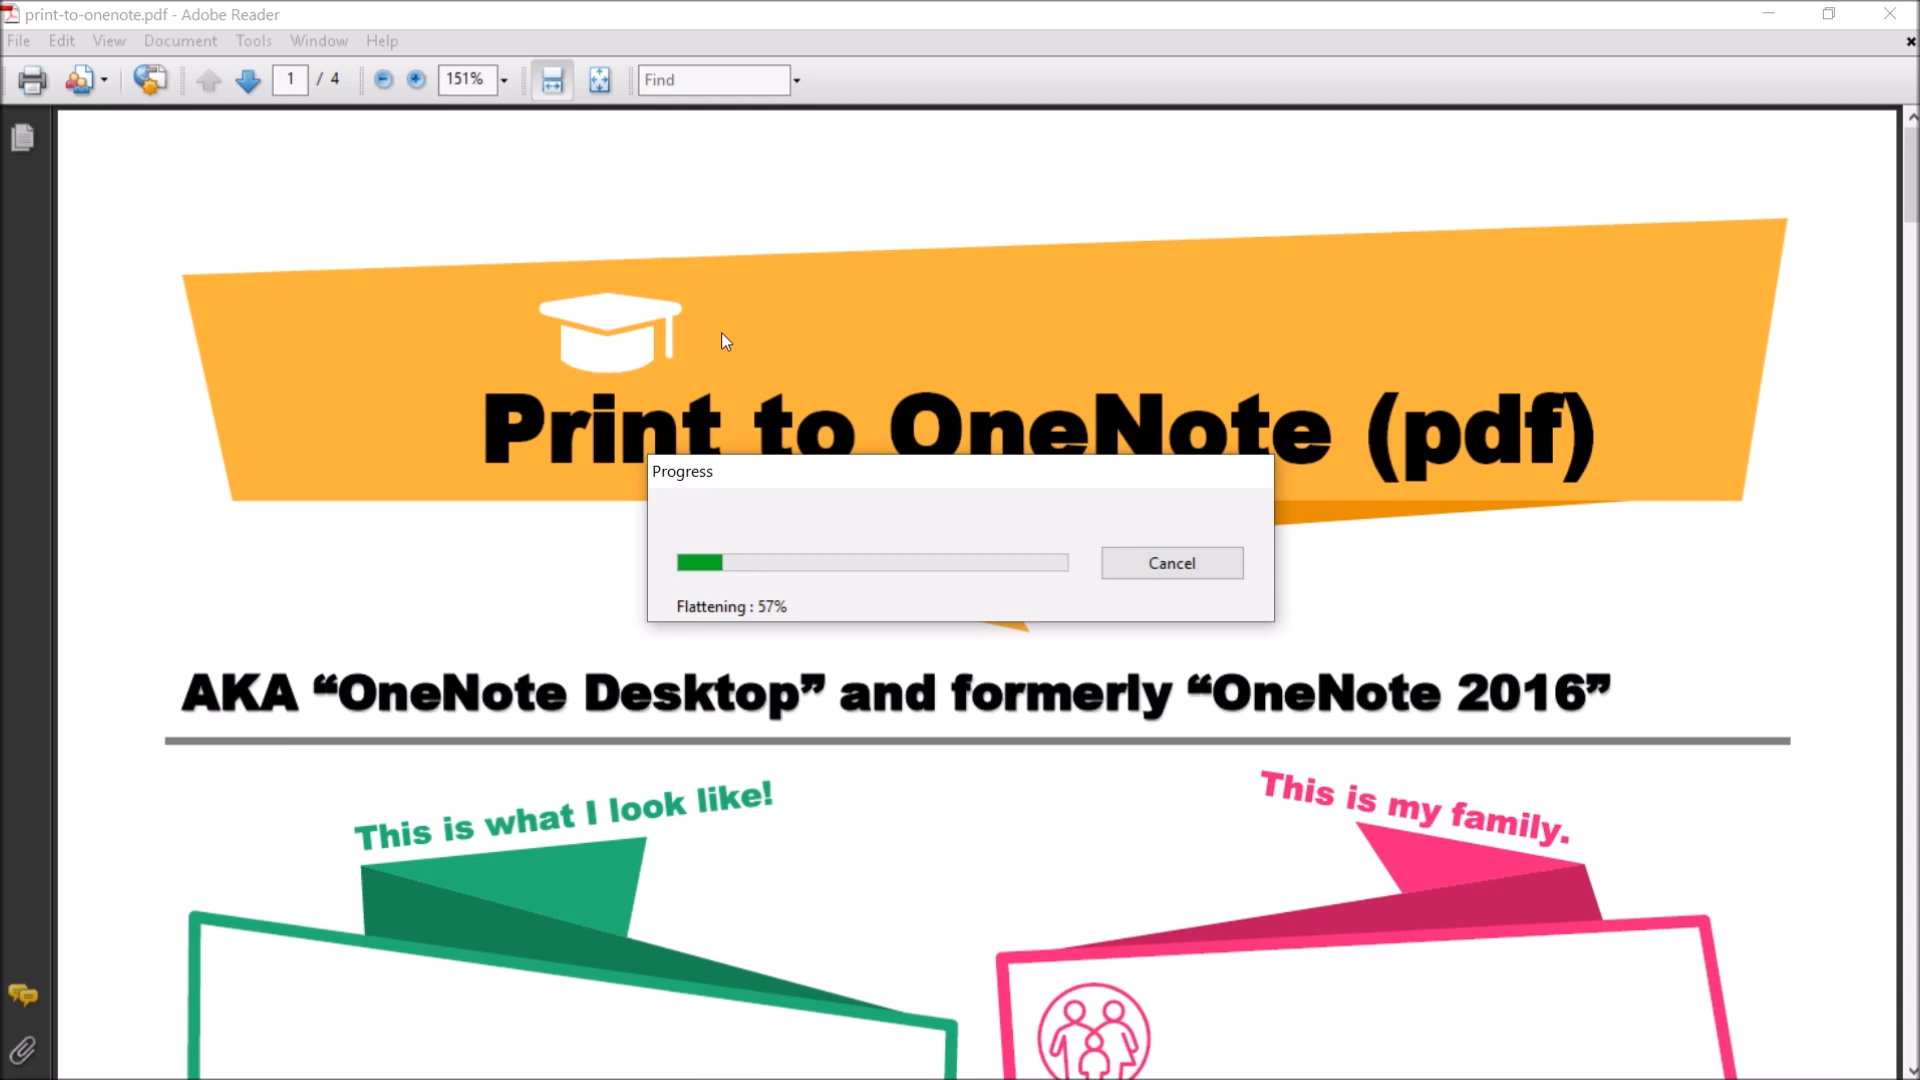 print-to-onenote.pdf - Adobe Reader
File Edit View Document Tools Window Help
1 / 4 151% Find
Print to OneNote (pdf)
Progress
Cancel
Flattening : 57%
AKA “OneNote Desktop” and formerly “OneNote 2016”
This is what I look like!
This is my family.